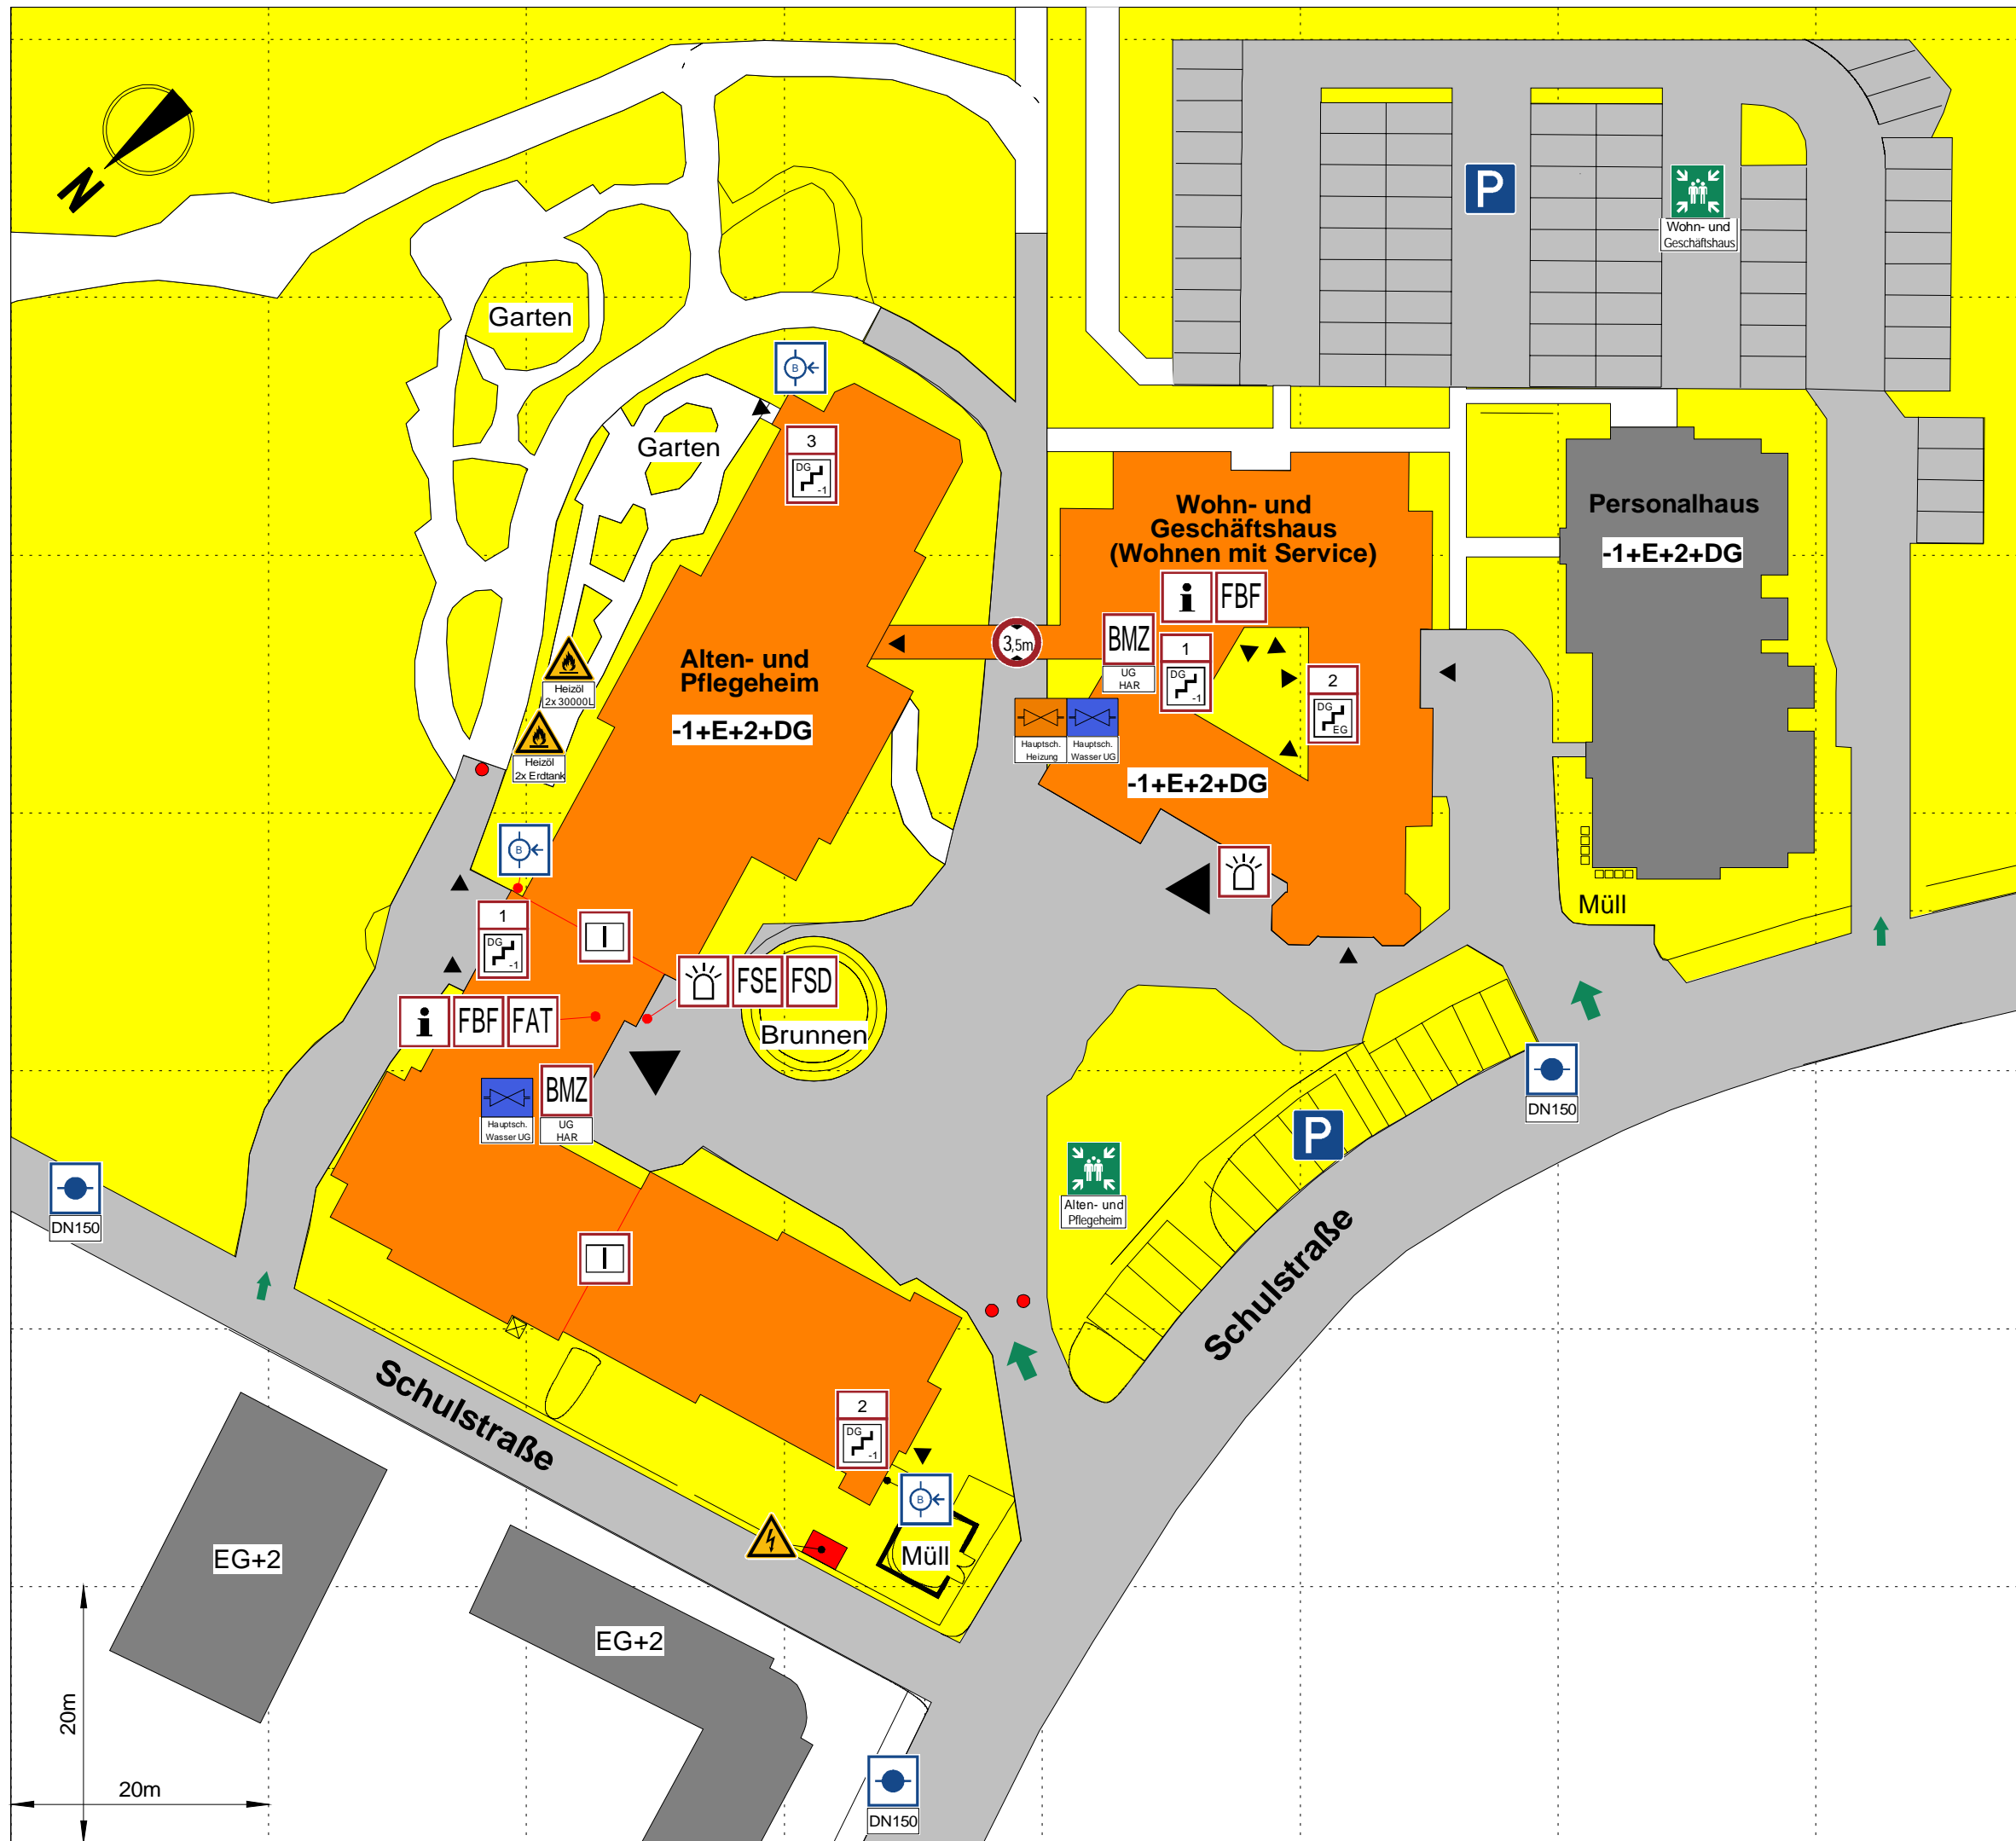 N
P
Wohn- und
Geschäftshaus
Garten
B
Garten
3
DG
-1
Wohn- und
Geschäftshaus
(Wohnen mit Service)
Personalhaus
-1+E+2+DG
i
FBF
BMZ
UG
HAR
1
DG
-1
3,5m
2
DG
EG
Heizöl
2x 30000L
Heizöl
2x Erdtank
Alten- und
Pflegeheim
-1+E+2+DG
Hauptsch.
Heizung
Hauptsch.
Wasser UG
-1+E+2+DG
B
Müll
1
DG
-1
FSE
FSD
i
FBF
FAT
Brunnen
Hauptsch.
Wasser UG
BMZ
UG
HAR
DN150
P
Alten- und
Pflegeheim
DN150
Schulstraße
Schulstraße
2
DG
-1
B
Müll
EG+2
EG+2
20m
20m
DN150